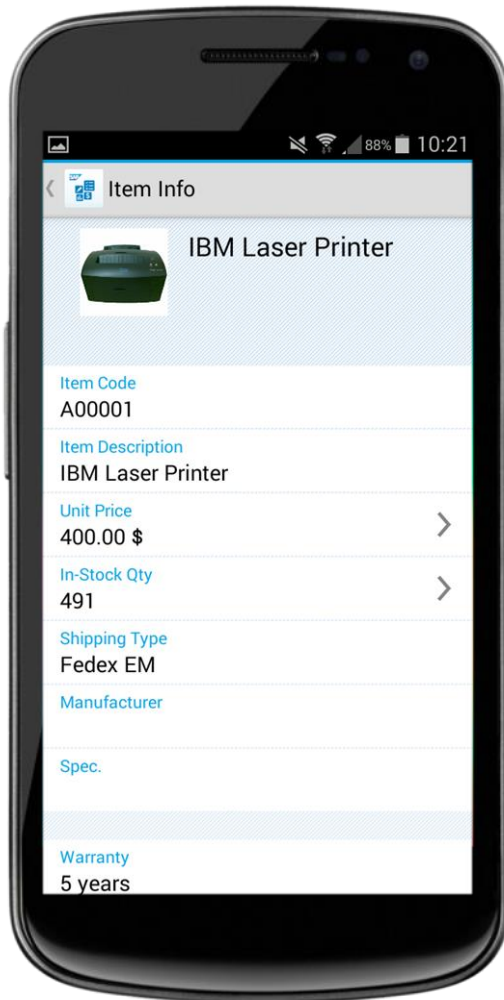 88% 10:21
SAP
Item Info
IBM Laser Printer
Item Code
A00001
Item Description
IBM Laser Printer
Unit Price
400.00 $
In-Stock Qty
491
Shipping Type
Fedex EM
Manufacturer
Spec.
Warranty
5 years